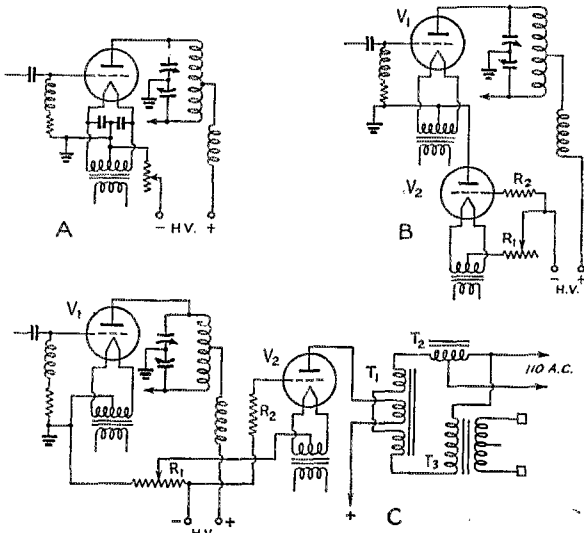 A
- H.V. +
V₁
V₂
R₂
R₁
B
-
+
H.V.
V₁
V₂
R₂
R₁
-
+
H.V.
T₁
T₂
110 A.C.
T₃
+
C